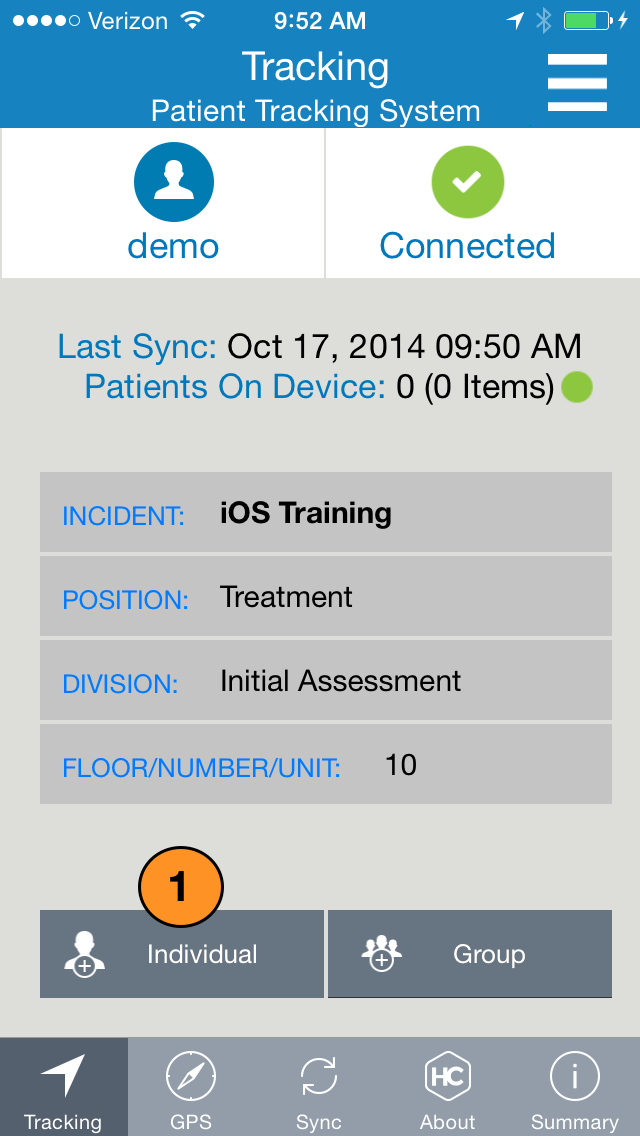 Verizon 9:52 AM
Tracking
Patient Tracking System
demo Connected
Last Sync: Oct 17, 2014 09:50 AM
Patients On Device: 0 (0 Items)
INCIDENT: iOS Training
POSITION: Treatment
DIVISION: Initial Assessment
FLOOR/NUMBER/UNIT: 10
1
Individual Group
HC i
Tracking GPS Sync About Summary